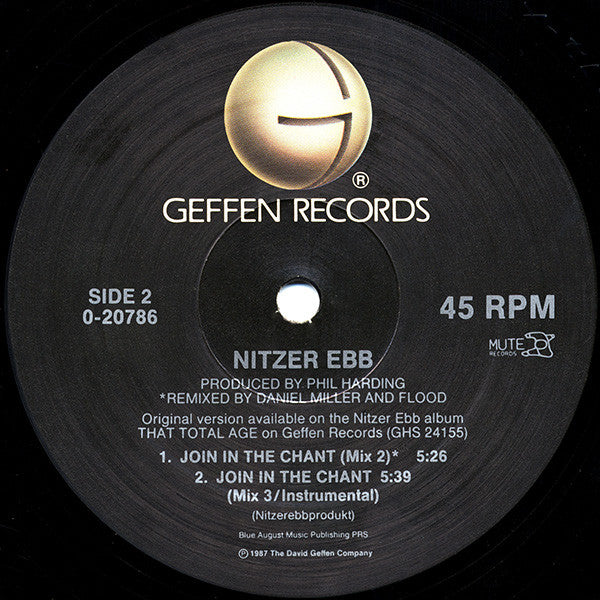 G
®
GEFFEN RECORDS
SIDE 2
0-20786
45 RPM
MUTE
RECORDS
NITZER EBB
PRODUCED BY PHIL HARDING
*REMIXED BY DANIEL MILLER AND FLOOD
Original version available on the Nitzer Ebb album
THAT TOTAL AGE on Geffen Records (GHS 24155)
1. JOIN IN THE CHANT (Mix 2)* 5:26
2. JOIN IN THE CHANT 5:39
(Mix 3/Instrumental)
(Nitzerebbprodukt)
Blue August Music Publishing PRS
℗1987 The David Geffen Company